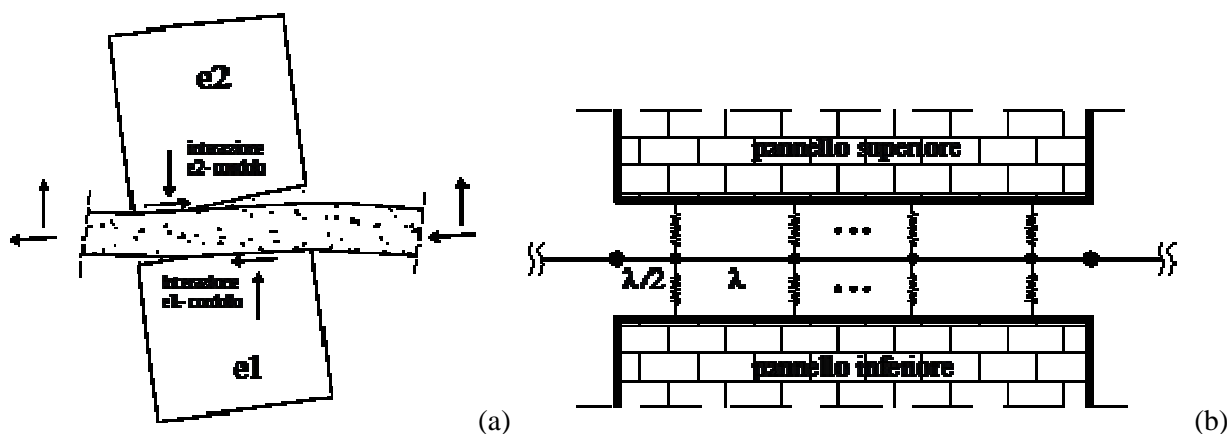 e2
interazione
e2- cordolo
interazione
e1- cordolo
e1
(a)
pannello superiore
• • •
λ/2
λ
• • •
pannello inferiore
(b)